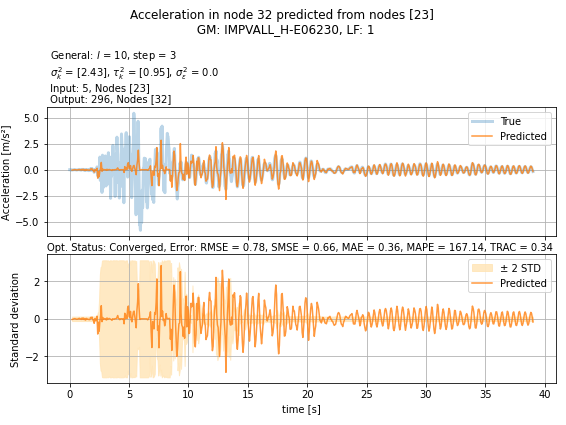 Acceleration in node 32 predicted from nodes [23]
GM: IMPVALL_H-E06230, LF: 1
General: l = 10, step = 3
σ²ₖ = [2.43], τ²ₖ = [0.95], σ²ε = 0.0
Input: 5, Nodes [23]
Output: 296, Nodes [32]
Acceleration [m/s²]
5.0
2.5
0.0
−2.5
−5.0
True
Predicted
Opt. Status: Converged, Error: RMSE = 0.78, SMSE = 0.66, MAE = 0.36, MAPE = 167.14, TRAC = 0.34
Standard deviation
2
0
−2
± 2 STD
Predicted
0 5 10 15 20 25 30 35 40
time [s]